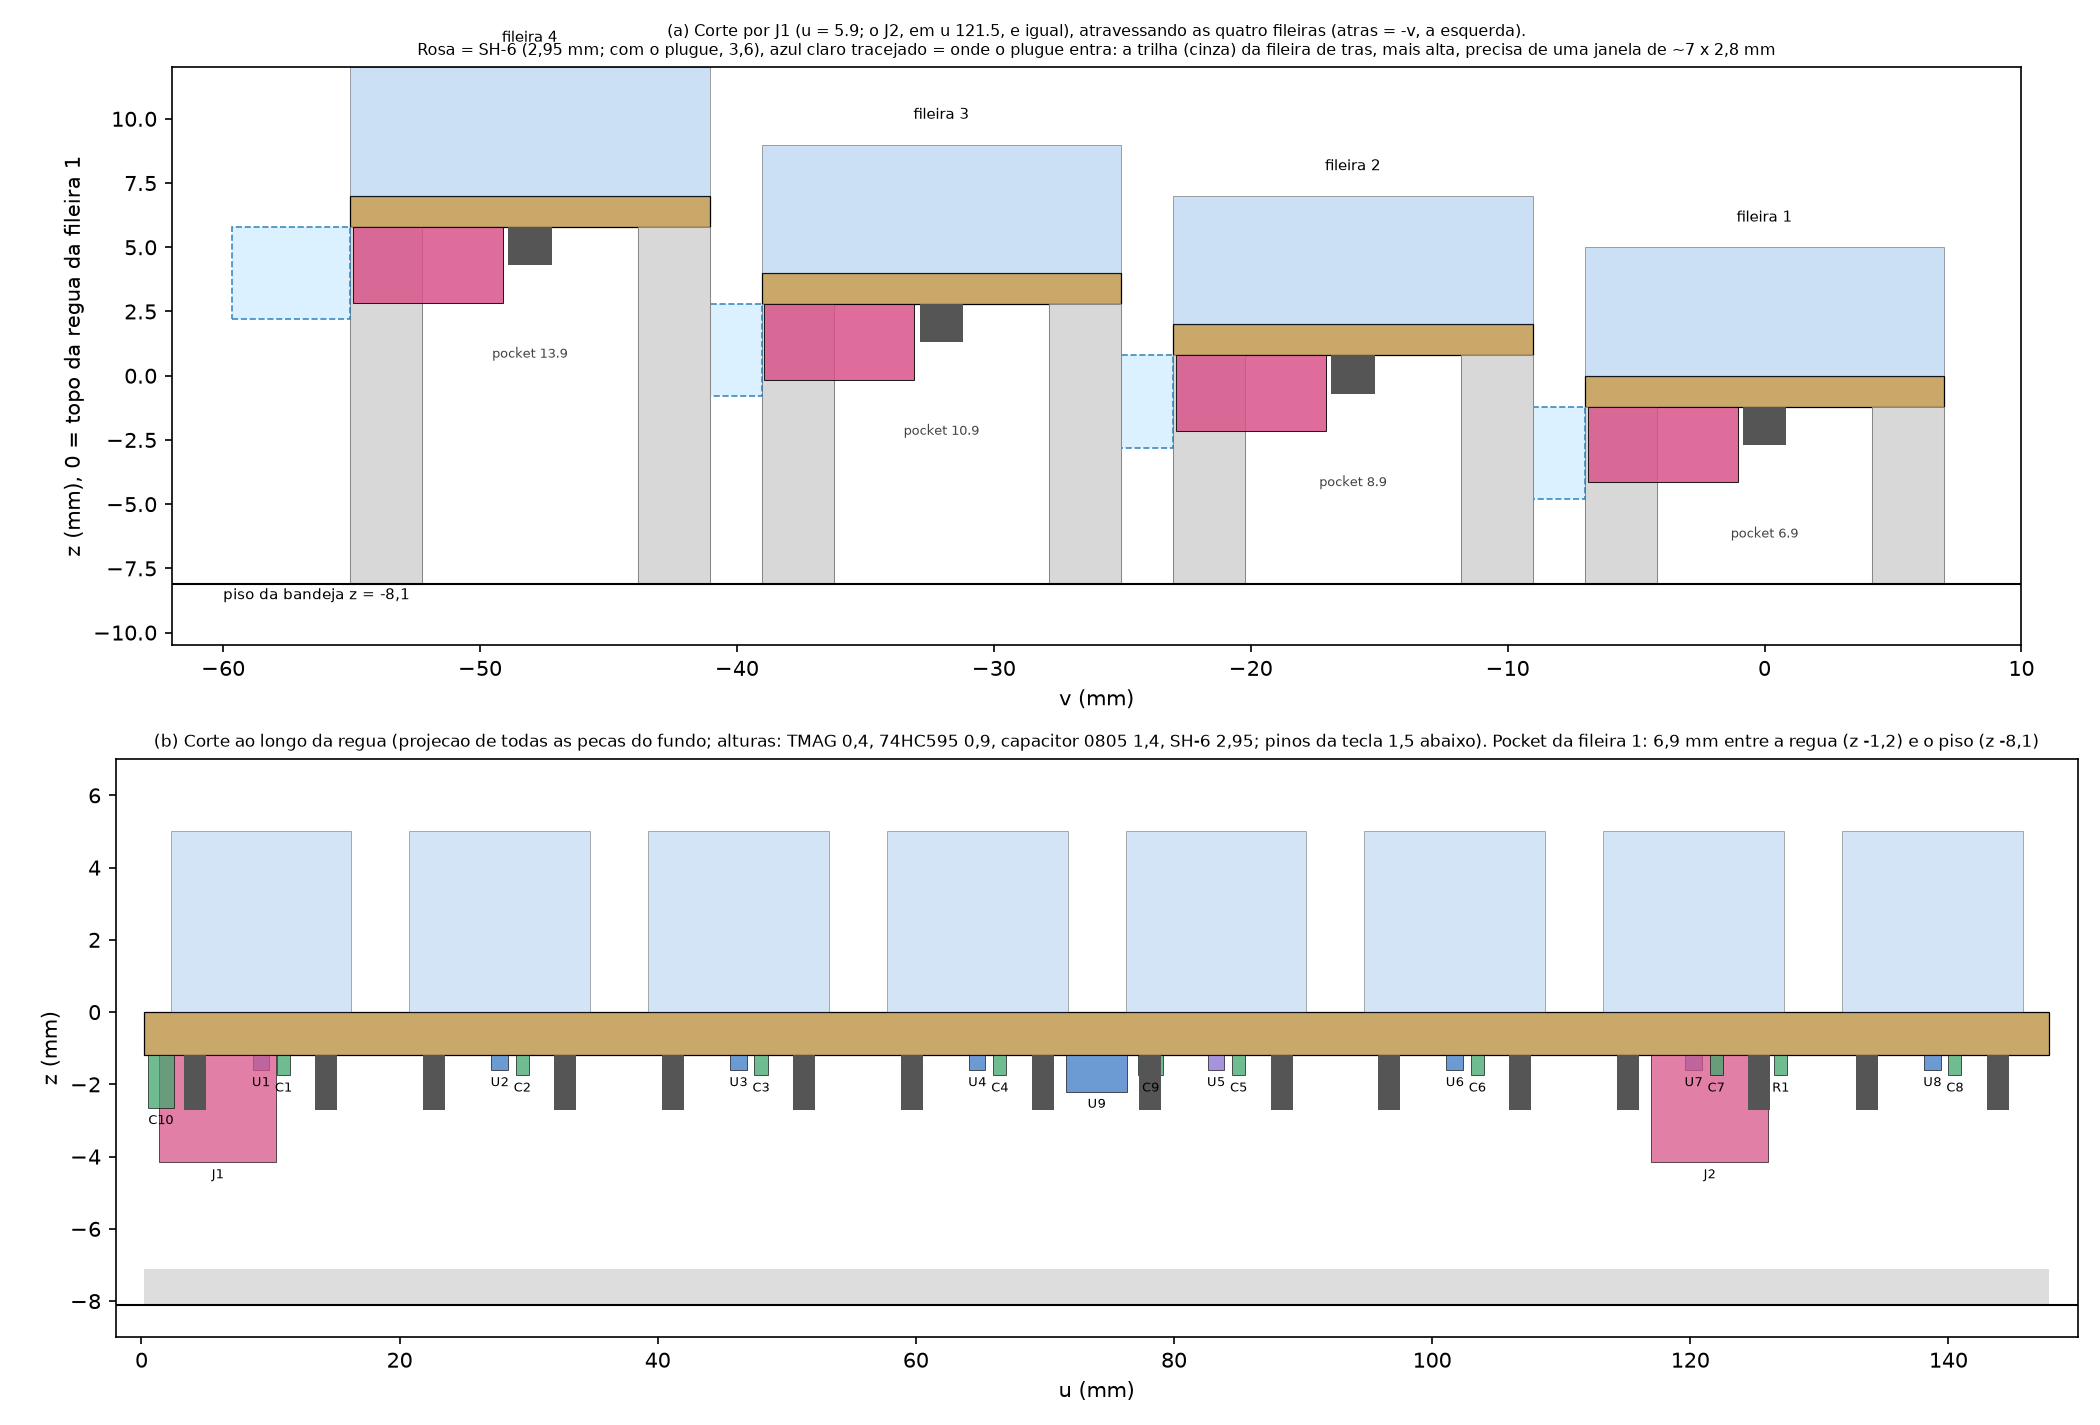 (a) Corte por J1 (u = 5.9; o J2, em u 121.5, e igual), atravessando as quatro fileiras (atras = -v, a esquerda).
fileira 4
Rosa = SH-6 (2,95 mm; com o plugue, 3,6), azul claro tracejado = onde o plugue entra: a trilha (cinza) da fileira de tras, mais alta, precisa de uma janela de ~7 x 2,8 mm
fileira 3
fileira 2
fileira 1
10.0
7.5
5.0
2.5
0.0
−2.5
−5.0
−7.5
−10.0
z (mm), 0 = topo da regua da fileira 1
pocket 13.9
pocket 10.9
pocket 8.9
pocket 6.9
piso da bandeja z = -8,1
−60
−50
−40
−30
−20
−10
0
10
v (mm)
(b) Corte ao longo da regua (projecao de todas as pecas do fundo; alturas: TMAG 0,4, 74HC595 0,9, capacitor 0805 1,4, SH-6 2,95; pinos da tecla 1,5 abaixo). Pocket da fileira 1: 6,9 mm entre a regua (z -1,2) e o piso (z -8,1)
6
4
2
0
−2
−4
−6
−8
z (mm)
U1
C1
U2
C2
U3
C3
U4
C4
U9
C9
U5
C5
U6
C6
U7
C7
R1
U8
C8
C10
J1
J2
0
20
40
60
80
100
120
140
u (mm)